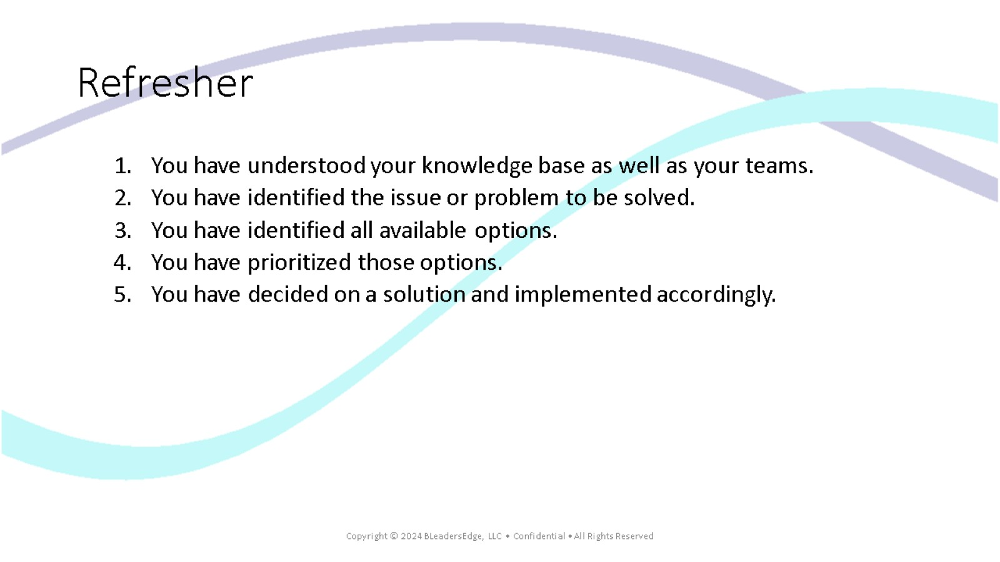 Refresher
1. You have understood your knowledge base as well as your teams.
2. You have identified the issue or problem to be solved.
3. You have identified all available options.
4. You have prioritized those options.
5. You have decided on a solution and implemented accordingly.
Copyright © 2024 BLeadersEdge, LLC • Confidential • All Rights Reserved